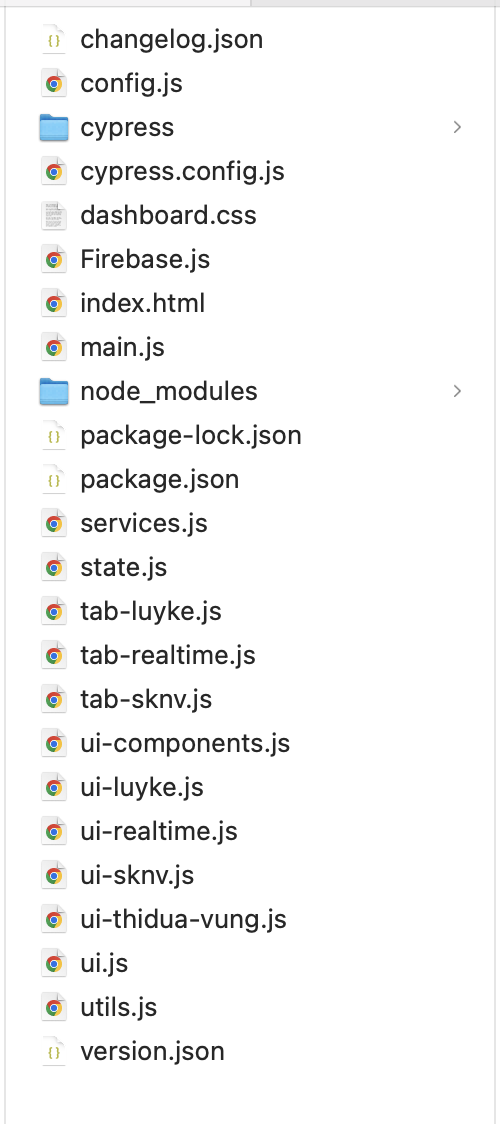 changelog.json
config.js
cypress
cypress.config.js
dashboard.css
Firebase.js
index.html
main.js
node_modules
package-lock.json
package.json
services.js
state.js
tab-luyke.js
tab-realtime.js
tab-sknv.js
ui-components.js
ui-luyke.js
ui-realtime.js
ui-sknv.js
ui-thidua-vung.js
ui.js
utils.js
version.json